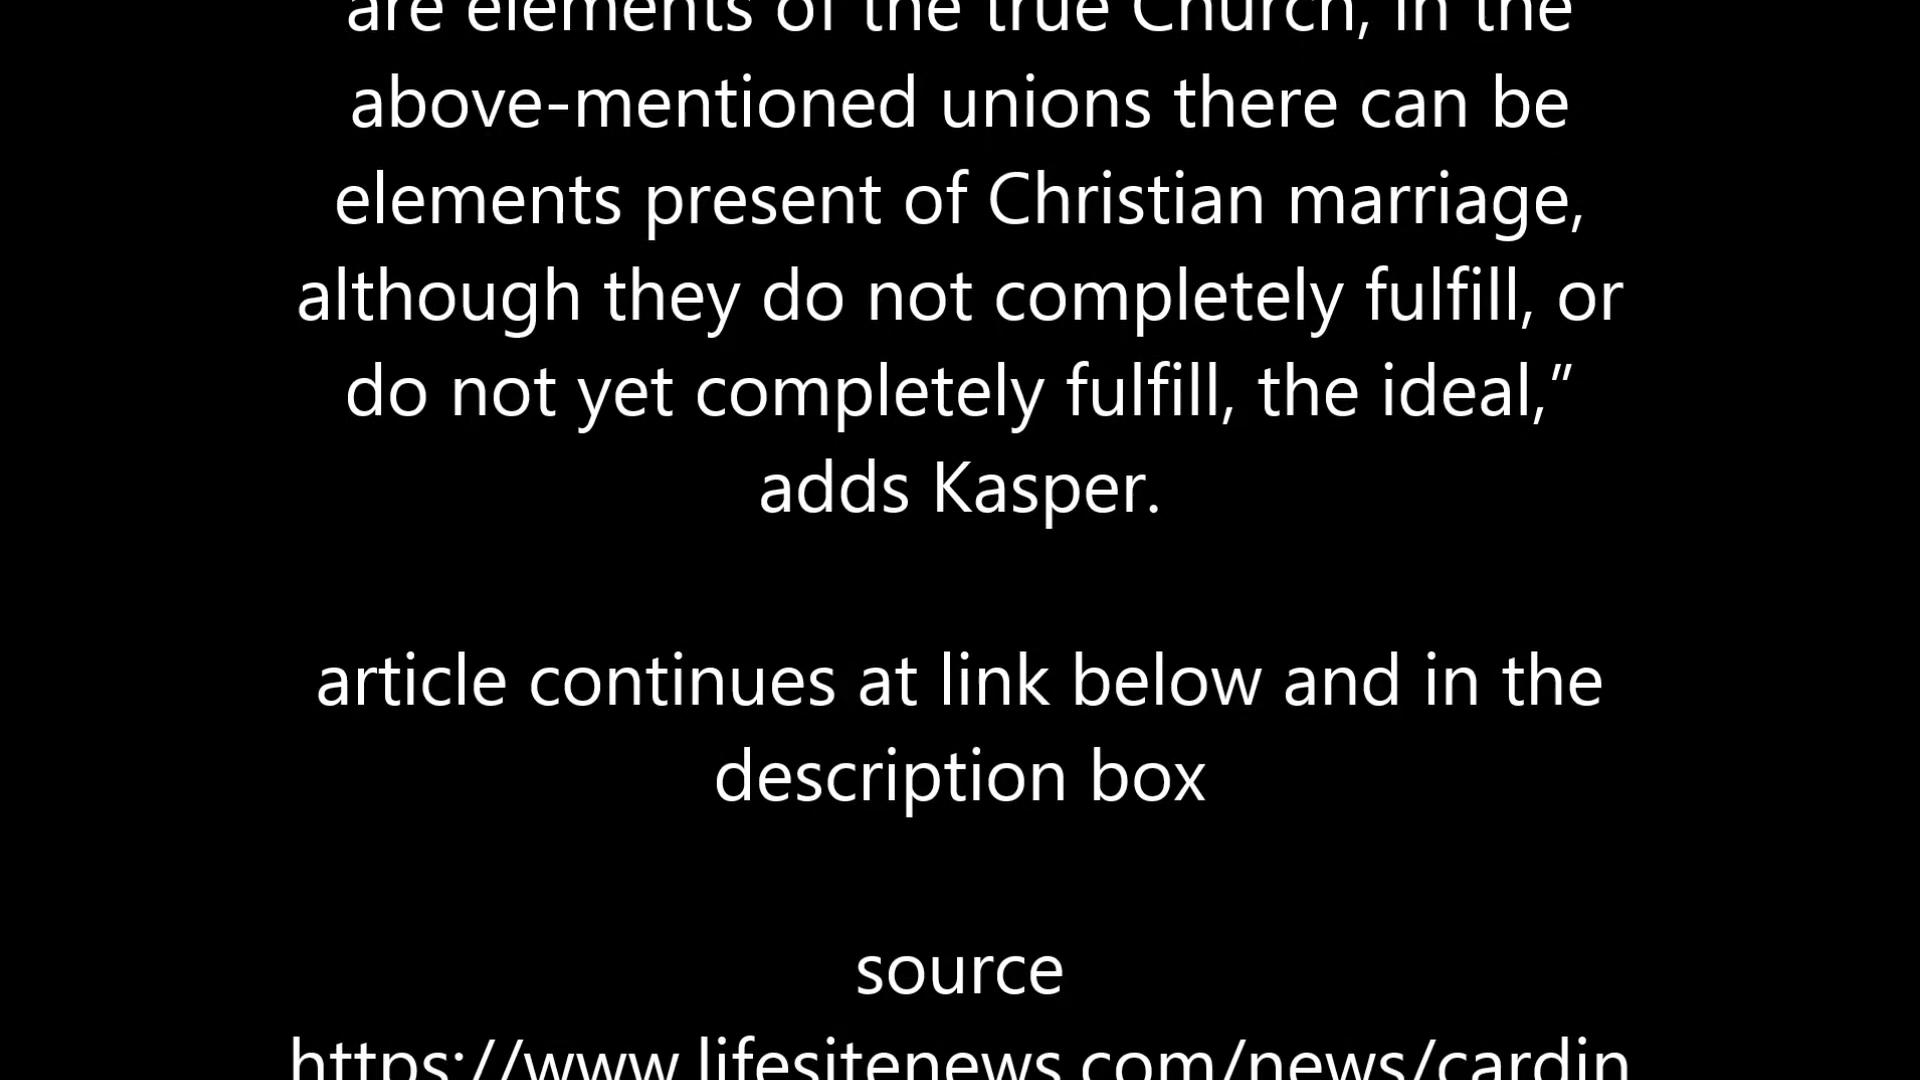 are elements of the true Church, in the
above-mentioned unions there can be
elements present of Christian marriage,
although they do not completely fulfill, or
do not yet completely fulfill, the ideal,”
adds Kasper.
article continues at link below and in the
description box
source
https://www.lifesitenews.com/news/cardin